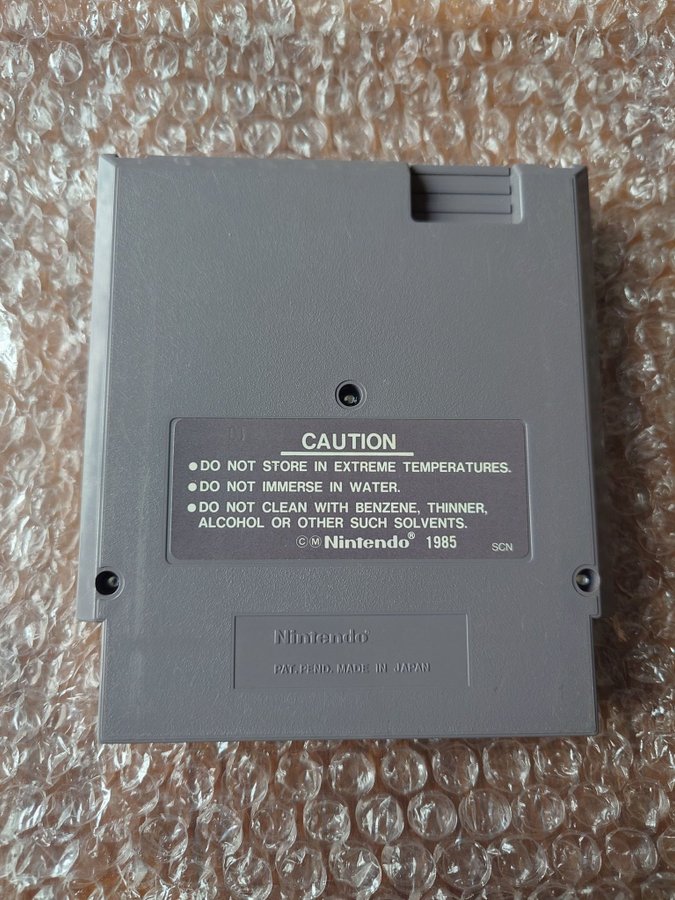 CAUTION
●DO NOT STORE IN EXTREME TEMPERATURES.
●DO NOT IMMERSE IN WATER.
●DO NOT CLEAN WITH BENZENE, THINNER,
ALCOHOL OR OTHER SUCH SOLVENTS.
ⒸⓂ Nintendo® 1985 SCN
Nintendo®
PAT. PEND. MADE IN JAPAN